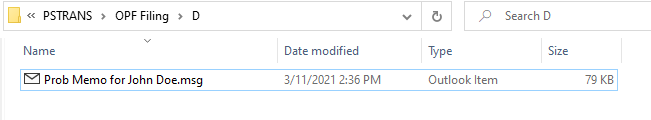 « PSTRANS > OPF Filing > D Search D
Name Date modified Type Size
Prob Memo for John Doe.msg 3/11/2021 2:36 PM Outlook Item 79 KB